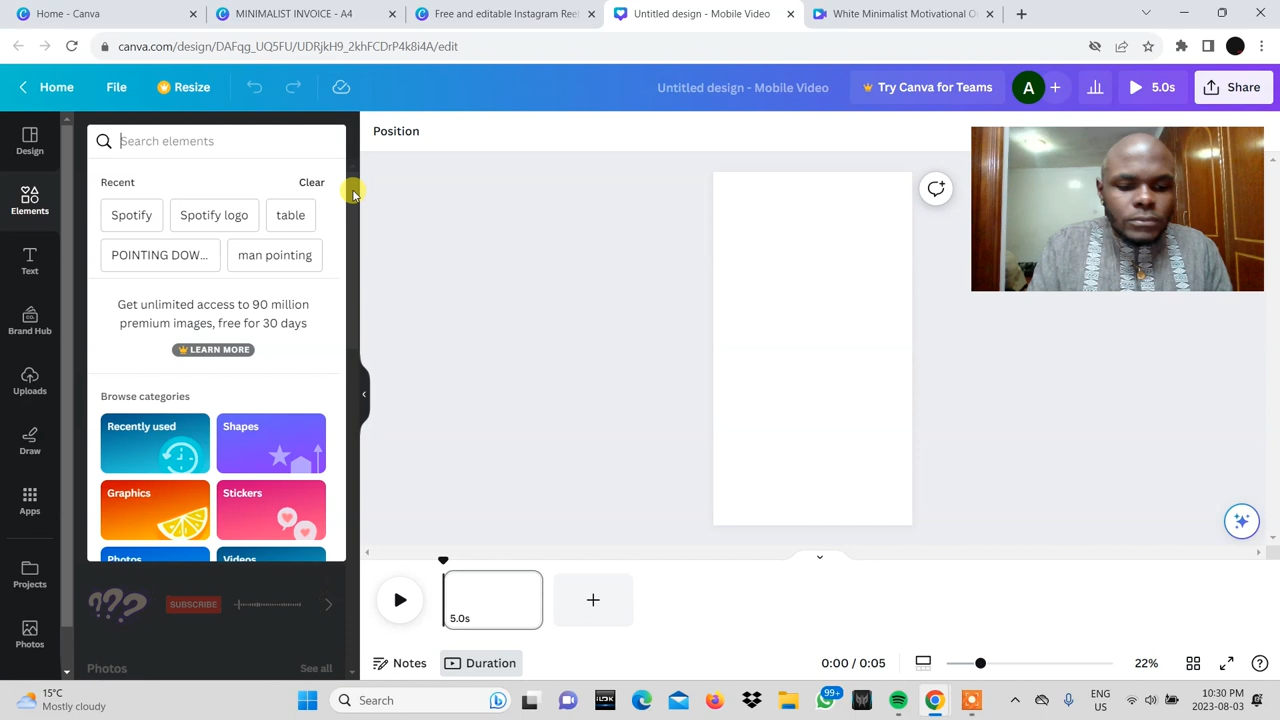 Home - Canva
MINIMALIST INVOICE - A4
Free and editable Instagram Ree
Untitled design - Mobile Video
White Minimalist Motivational
canva.com/design/DAFqg_UQ5FU/UDRjkH9_2khFCDrP4k8i4A/edit
Home
File
Resize
Untitled design - Mobile Video
Try Canva for Teams
A
5.0s
Share
Design
Elements
Text
Brand Hub
CO.
Uploads
Draw
Apps
Projects
Photos
Search elements
Recent
Clear
Spotify
Spotify logo
table
POINTING DOW...
man pointing
Get unlimited access to 90 million
premium images, free for 30 days
LEARN MORE
Browse categories
Recently used
Shapes
Graphics
Stickers
Photos
Videos
???
SUBSCRIBE
Photos
See all
Position
5.0s
Notes
Duration
0:00 / 0:05
22%
15°C
Mostly cloudy
Search
99+
ENG
US
10:30 PM
2023-08-03